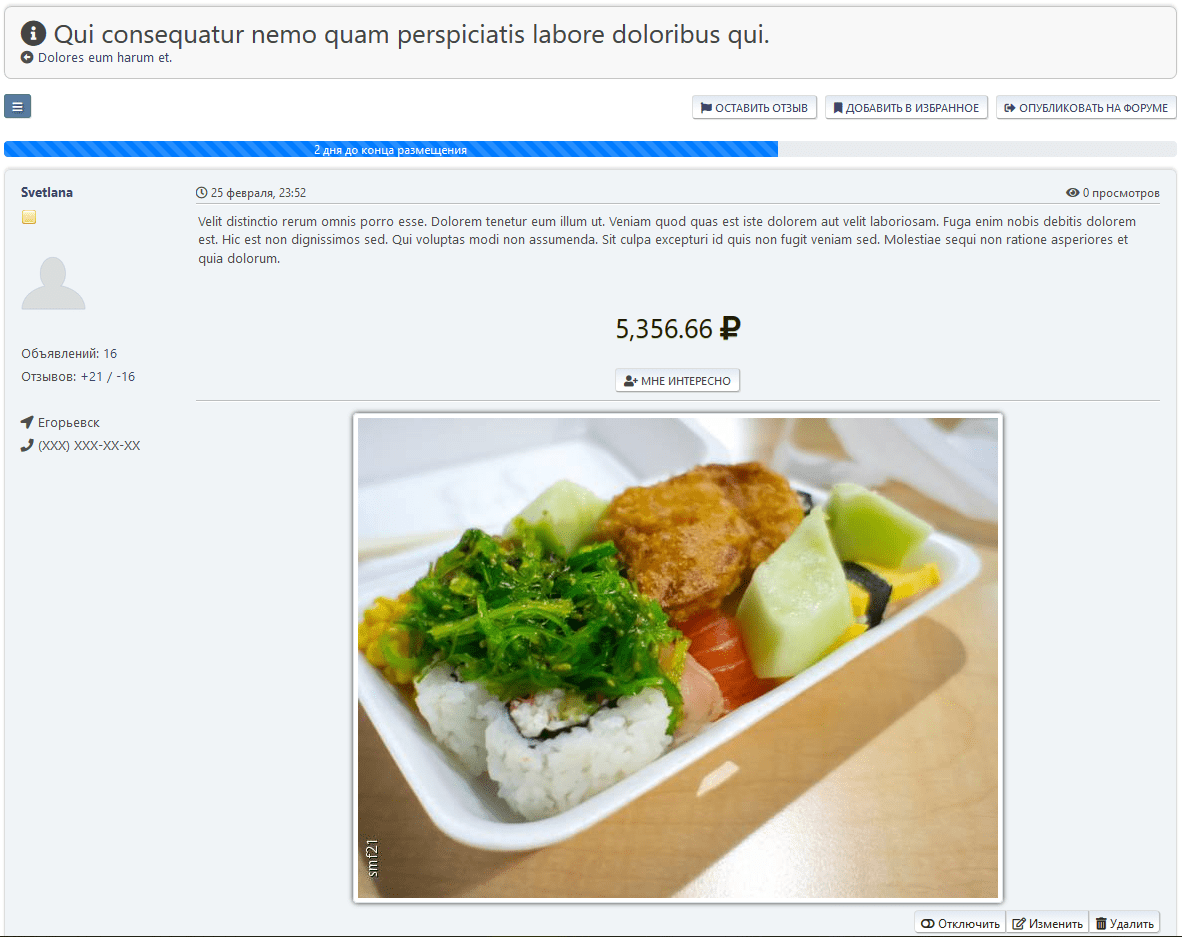 Qui consequatur nemo quam perspiciatis labore doloribus qui.
Dolores eum harum et.
ОСТАВИТЬ ОТЗЫВ ДОБАВИТЬ В ИЗБРАННОЕ ОПУБЛИКОВАТЬ НА ФОРУМЕ
2 дня до конца размещения
Svetlana
25 февраля, 23:52 0 просмотров
Velit distinctio rerum omnis porro esse. Dolorem tenetur eum illum ut. Veniam quod quas est iste dolorem aut velit laboriosam. Fuga enim nobis debitis dolorem
est. Hic est non dignissimos sed. Qui voluptas modi non assumenda. Sit culpa excepturi id quis non fugit veniam sed. Molestiae sequi non ratione asperiores et
quia dolorum.
5,356.66 ₽
Объявлений: 16
Отзывов: +21 / -16
МНЕ ИНТЕРЕСНО
Егорьевск
(XXX) XXX-XX-XX
smf21
Отключить Изменить Удалить